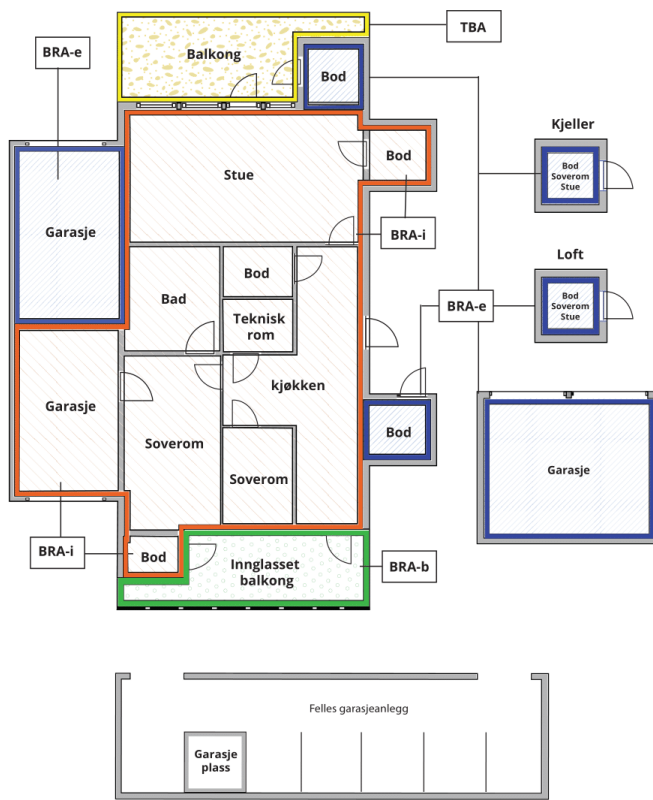 TBA
BRA-e
Balkong
Bod
Kjeller
Bod
Soverom
Stue
Stue
Bod
Garasje
BRA-i
Loft
Bod
Bad
Bod
Soverom
Stue
BRA-e
Teknisk
rom
kjøkken
Garasje
Bod
Soverom
Garasje
Soverom
BRA-i
Bod
Innglasset
balkong
BRA-b
Felles garasjeanlegg
Garasje
plass